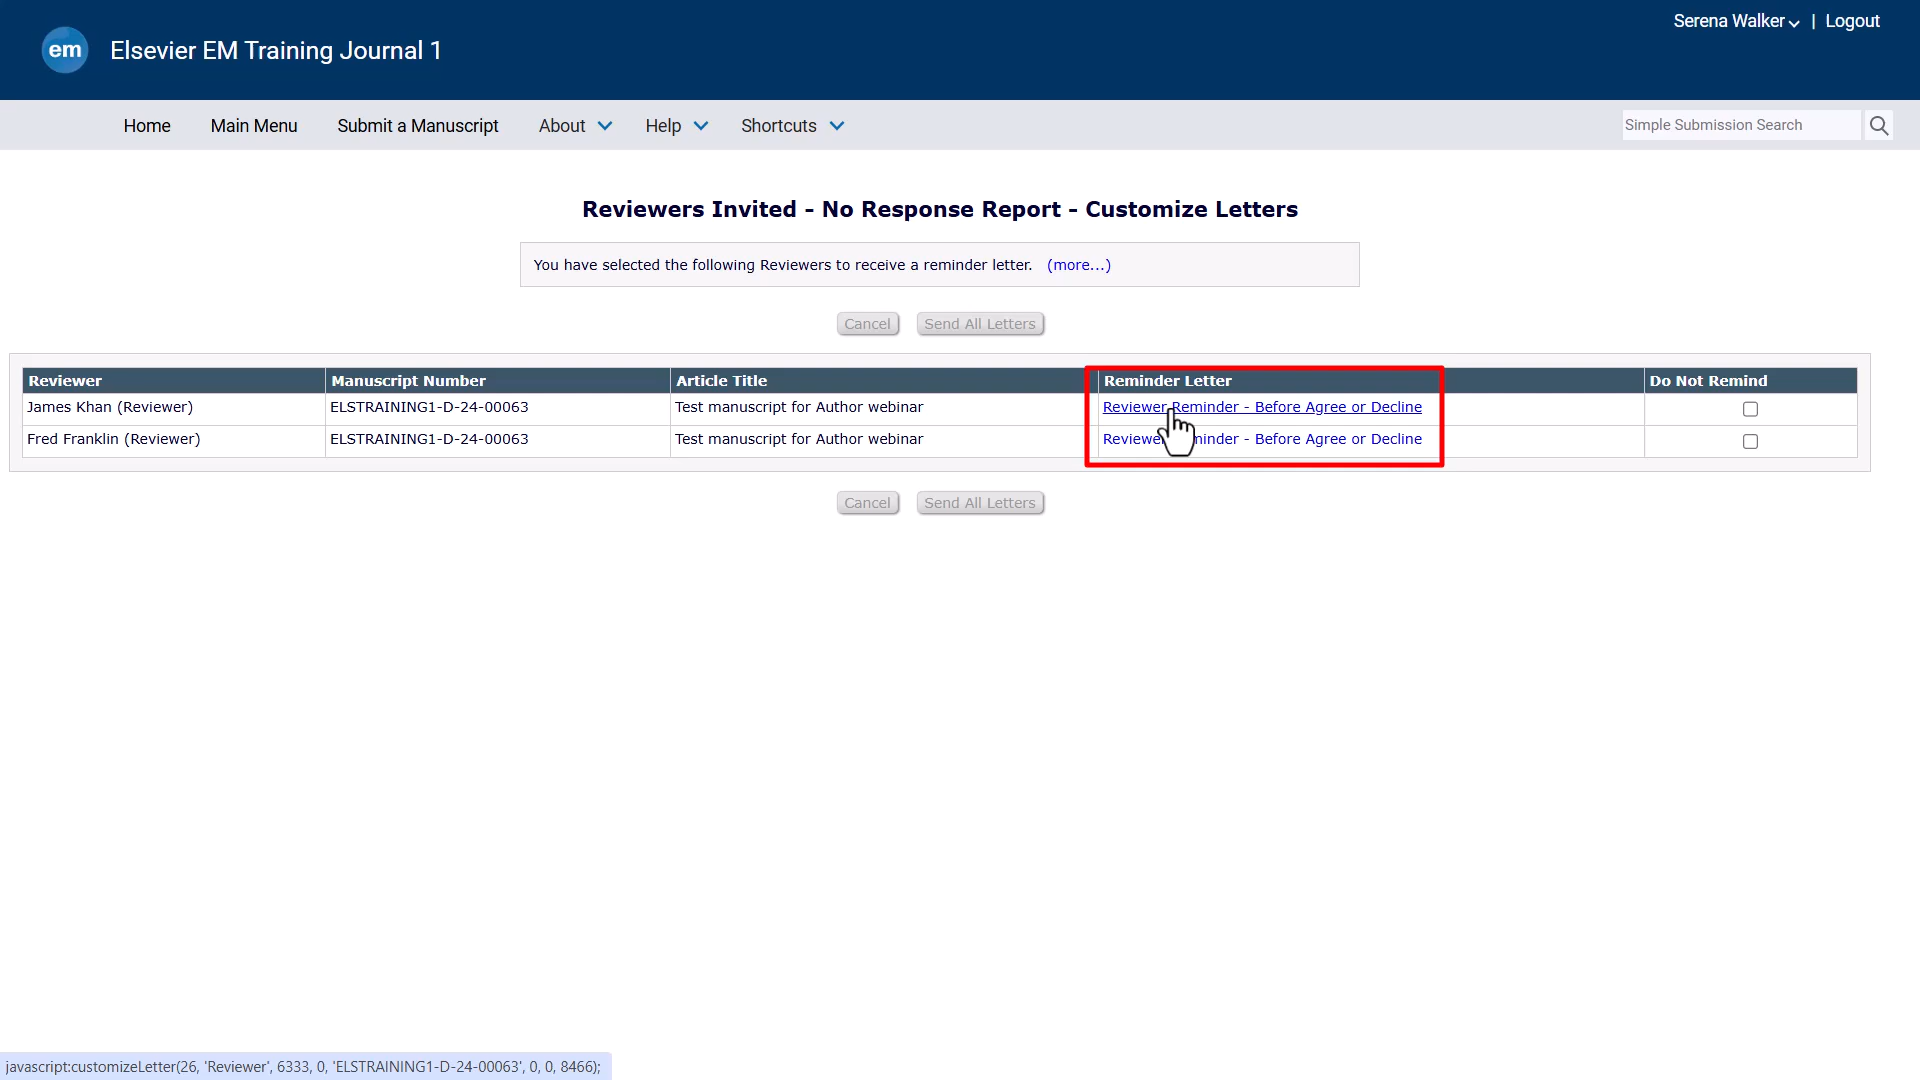 Serena Walker | Logout
em Elsevier EM Training Journal 1
Home Main Menu Submit a Manuscript About Help Shortcuts Simple Submission Search
Reviewers Invited - No Response Report - Customize Letters
You have selected the following Reviewers to receive a reminder letter. (more...)
Cancel Send All Letters
Reviewer Manuscript Number Article Title Reminder Letter Do Not Remind
James Khan (Reviewer) ELSTRAINING1-D-24-00063 Test manuscript for Author webinar Reviewer Reminder - Before Agree or Decline
Fred Franklin (Reviewer) ELSTRAINING1-D-24-00063 Test manuscript for Author webinar Reviewer Reminder - Before Agree or Decline
Cancel Send All Letters
javascript:customizeLetter(26, 'Reviewer', 6333, 0, 'ELSTRAINING1-D-24-00063', 0, 0, 8466);